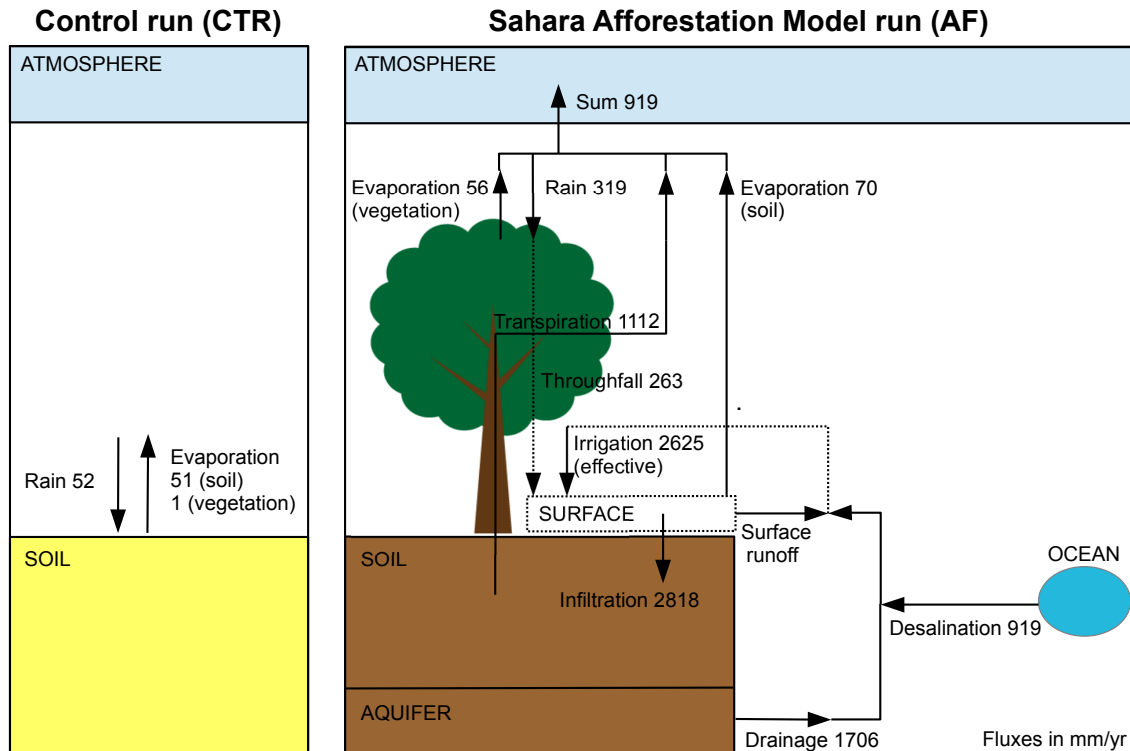 Control run (CTR)
Sahara Afforestation Model run (AF)
ATMOSPHERE
Rain 52
Evaporation
51 (soil)
1 (vegetation)
SOIL
ATMOSPHERE
Sum 919
Evaporation 56
(vegetation)
Rain 319
Evaporation 70
(soil)
Transpiration 1112
Throughfall 263
Irrigation 2625
(effective)
SURFACE
Surface
runoff
SOIL
Infiltration 2818
OCEAN
Desalination 919
AQUIFER
Drainage 1706
Fluxes in mm/yr